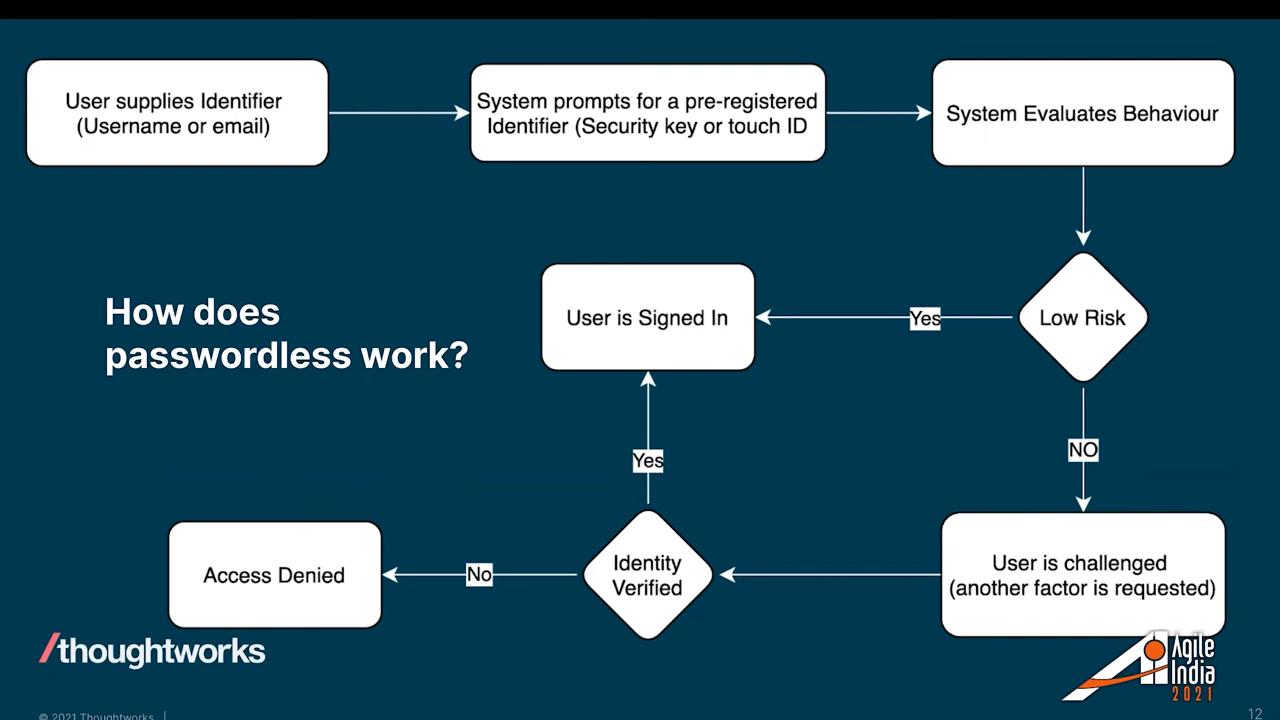 User supplies Identifier
(Username or email)
System prompts for a pre-registered
Identifier (Security key or touch ID
System Evaluates Behaviour
How does
passwordless work?
User is Signed In
Yes
Low Risk
Yes
NO
Access Denied
No
Identity
Verified
User is challenged
(another factor is requested)
/thoughtworks
Agile
India
2021
© 2021 Thoughtworks |
12